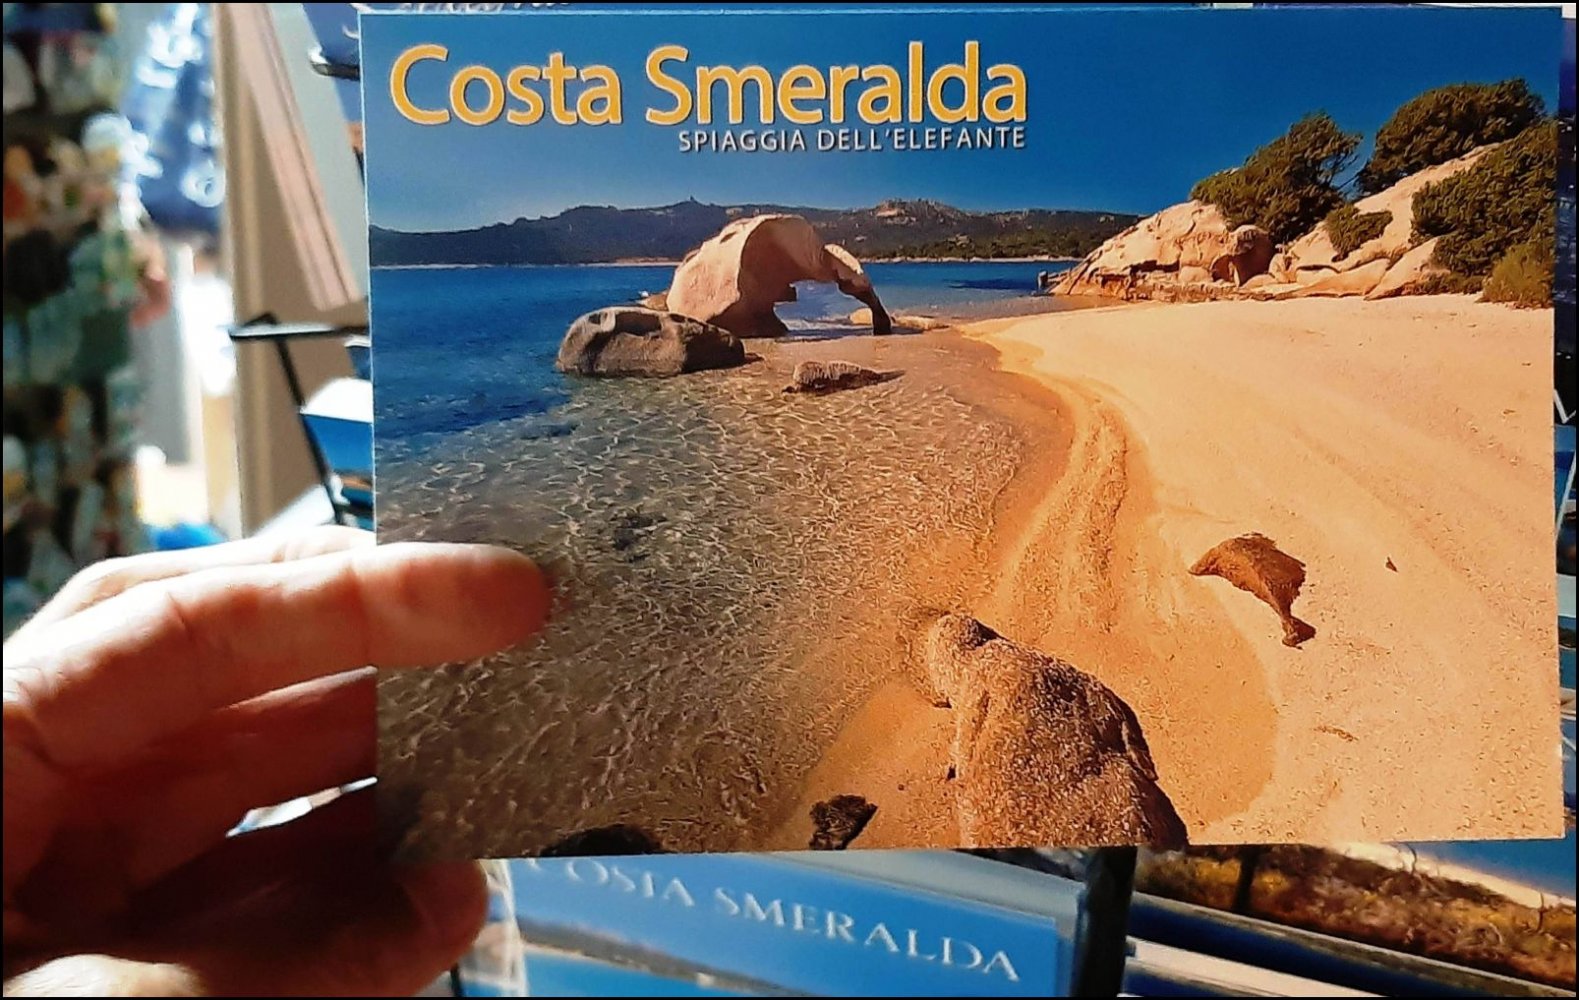 Costa Smeralda
SPIAGGIA DELL'ELEFANTE
COSTA SMERALDA